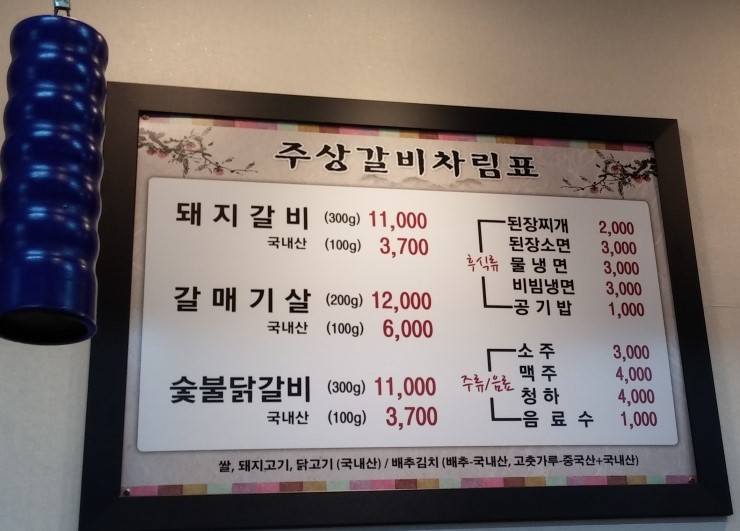 주상갈비차림표
돼지갈비 (300g) 11,000
국내산 (100g) 3,700
갈매기살 (200g) 12,000
국내산 (100g) 6,000
숯불닭갈비 (300g) 11,000
국내산 (100g) 3,700
후식류
된장찌개 2,000
된장소면 3,000
물냉면 3,000
비빔냉면 3,000
공기밥 1,000
주류/음료
소주 3,000
맥주 4,000
청하 4,000
음료수 1,000
쌀, 돼지고기, 닭고기 (국내산) / 배추김치 (배추-국내산, 고춧가루-중국산+국내산)